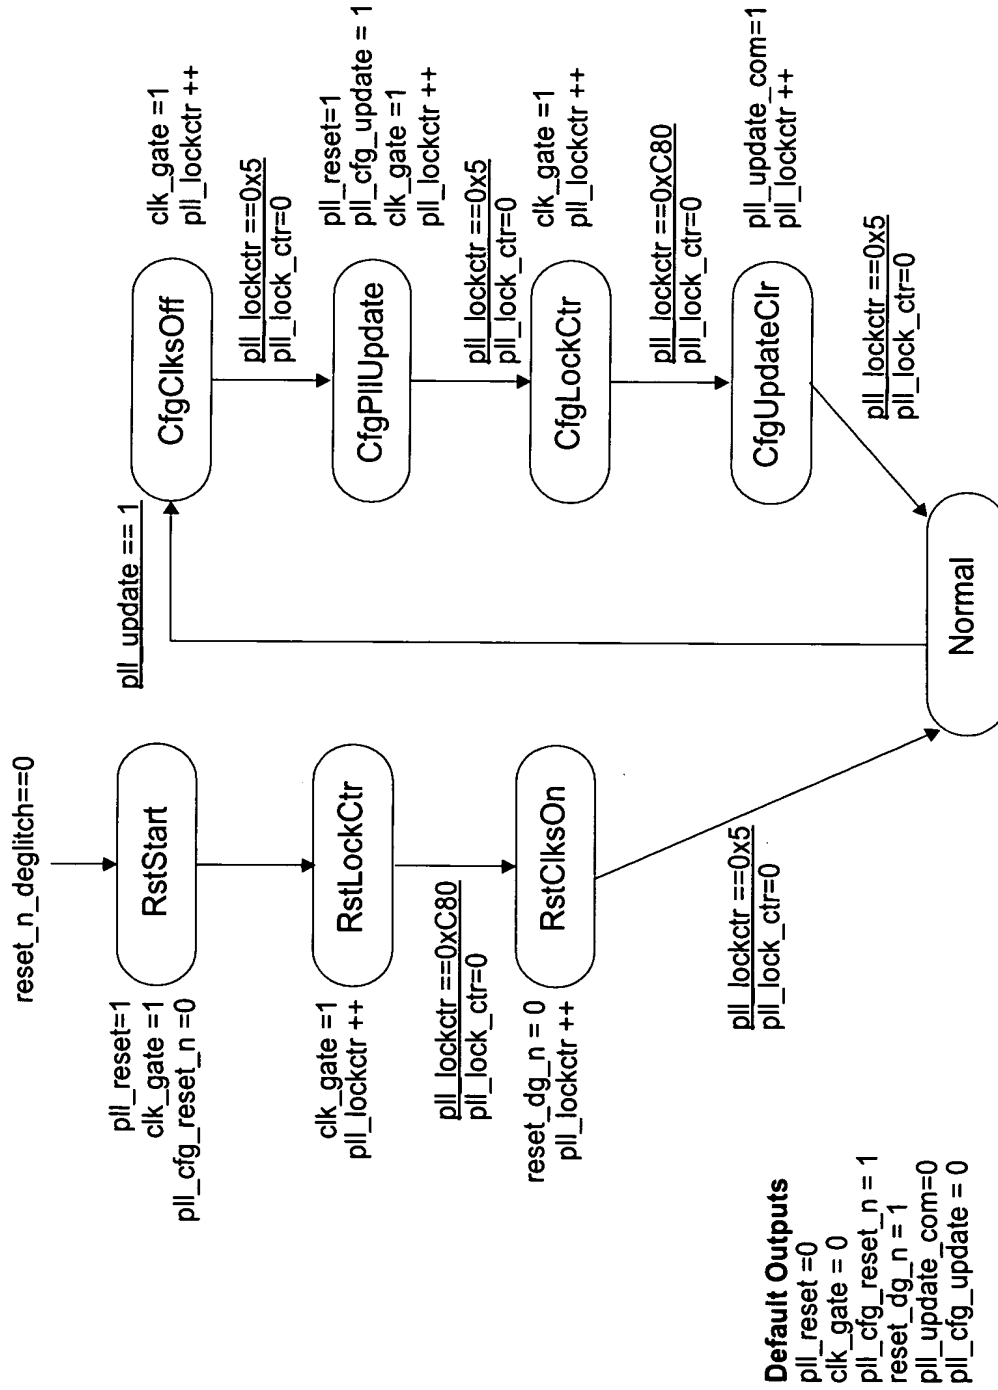 reset_n_deglitch==0
pll_reset=1
clk_gate =1
pll_cfg_reset_n =0
RstStart
clk_gate =1
pll_lockctr ++
RstLockCtr
pll_lockctr ==0xC80
pll_lock_ctr=0
reset_dg_n = 0
pll_lockctr ++
RstClksOn
pll_lockctr ==0x5
pll_lock_ctr=0
Normal
pll_update == 1
CfgClksOff
clk_gate =1
pll_lockctr ++
pll_lockctr ==0x5
pll_lock_ctr=0
CfgPllUpdate
pll_reset=1
pll_cfg_update = 1
clk_gate =1
pll_lockctr ++
pll_lockctr ==0x5
pll_lock_ctr=0
CfgLockCtr
clk_gate =1
pll_lockctr ++
pll_lockctr ==0xC80
pll_lock_ctr=0
CfgUpdateClr
pll_update_com=1
pll_lockctr ++
pll_lockctr ==0x5
pll_lock_ctr=0
Default Outputs
pll_reset =0
clk_gate = 0
pll_cfg_reset_n = 1
reset_dg_n = 1
pll_update_com=0
pll_cfg_update = 0